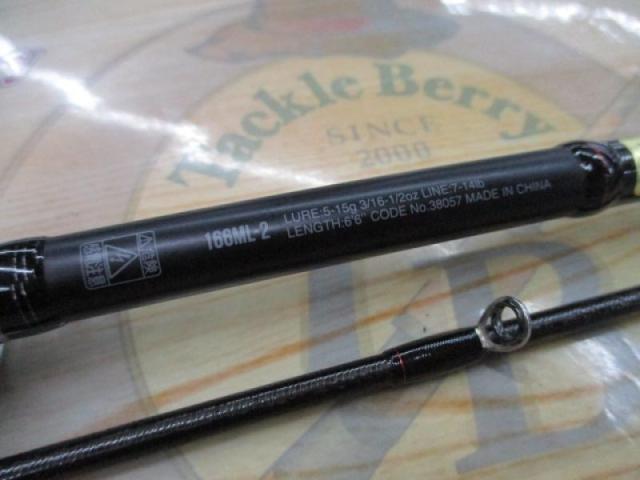 Tackle Berry
SINCE
2000
166ML-2
LURE:5-15g 3/16-1/2oz LINE:7-14lb
LENGTH:6'6" CODE No.38057 MADE IN CHINA